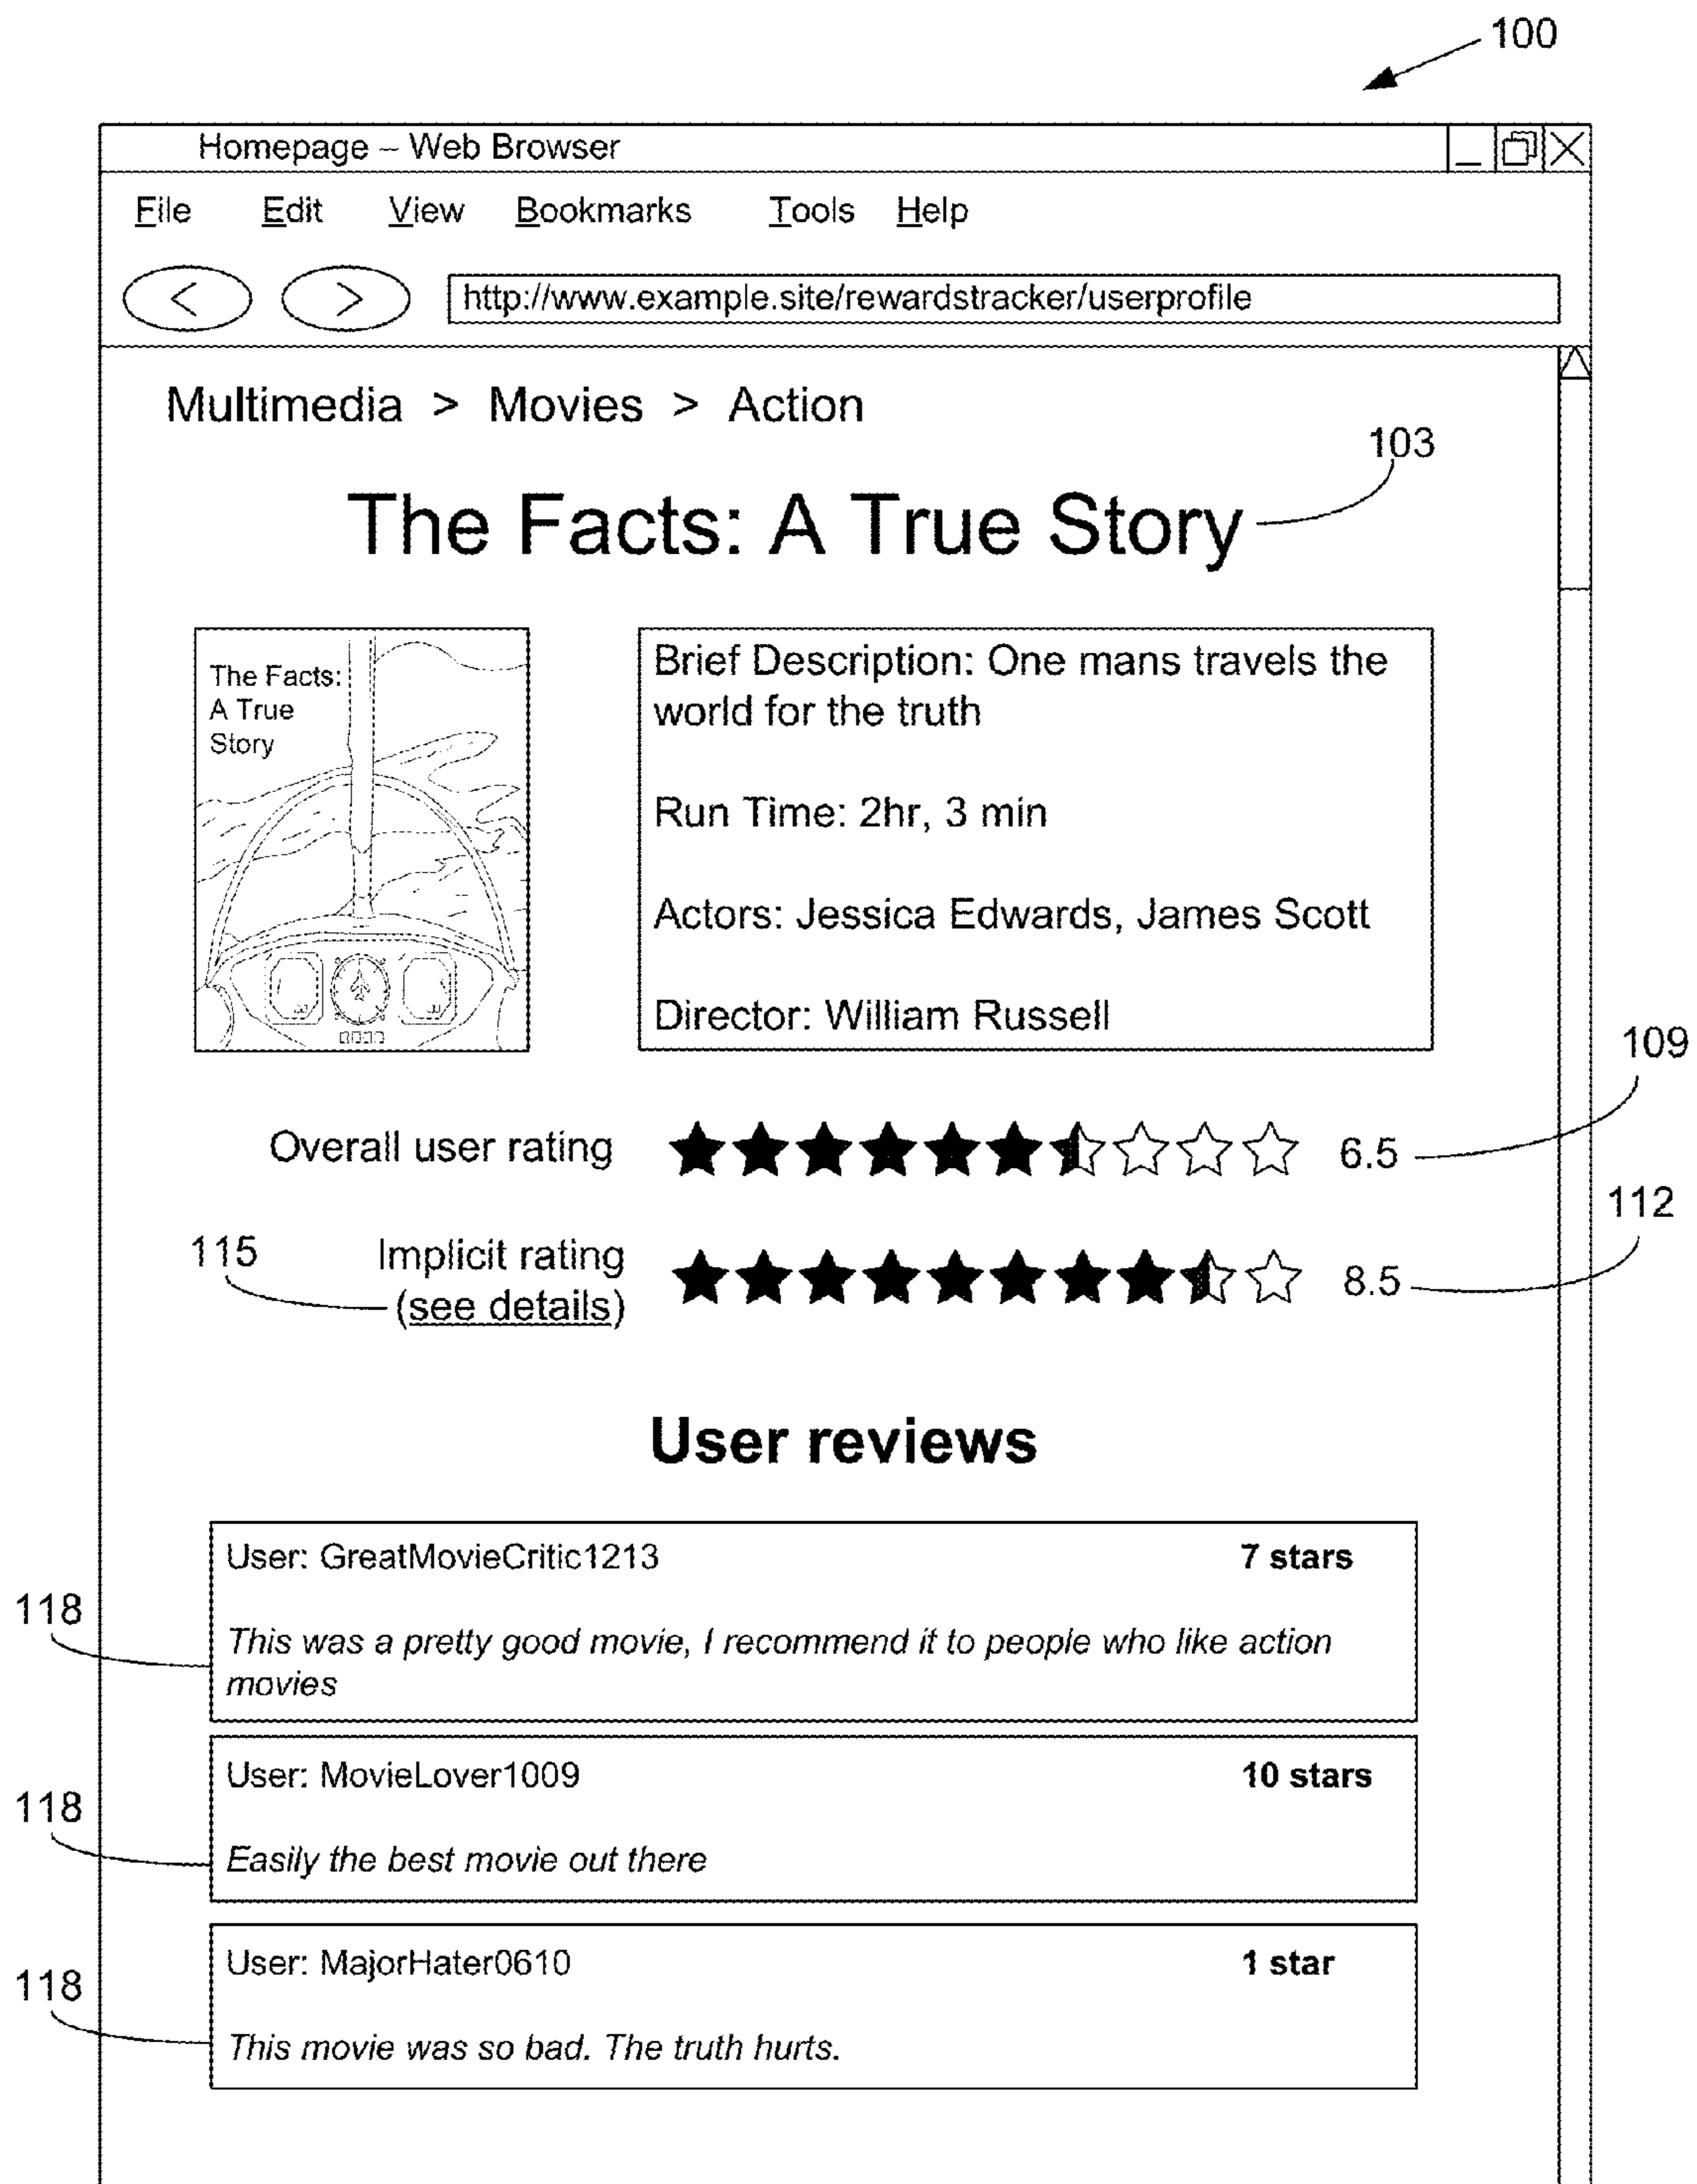 100
Homepage – Web Browser
File Edit View Bookmarks Tools Help
http://www.example.site/rewardstracker/userprofile
Multimedia > Movies > Action
103
The Facts: A True Story
The Facts:
A True
Story
Brief Description: One mans travels the
world for the truth
Run Time: 2hr, 3 min
Actors: Jessica Edwards, James Scott
Director: William Russell
109
Overall user rating 6.5
112
115
Implicit rating
(see details)
8.5
User reviews
User: GreatMovieCritic1213 7 stars
118
This was a pretty good movie, I recommend it to people who like action
movies
User: MovieLover1009 10 stars
118
Easily the best movie out there
User: MajorHater0610 1 star
118
This movie was so bad. The truth hurts.